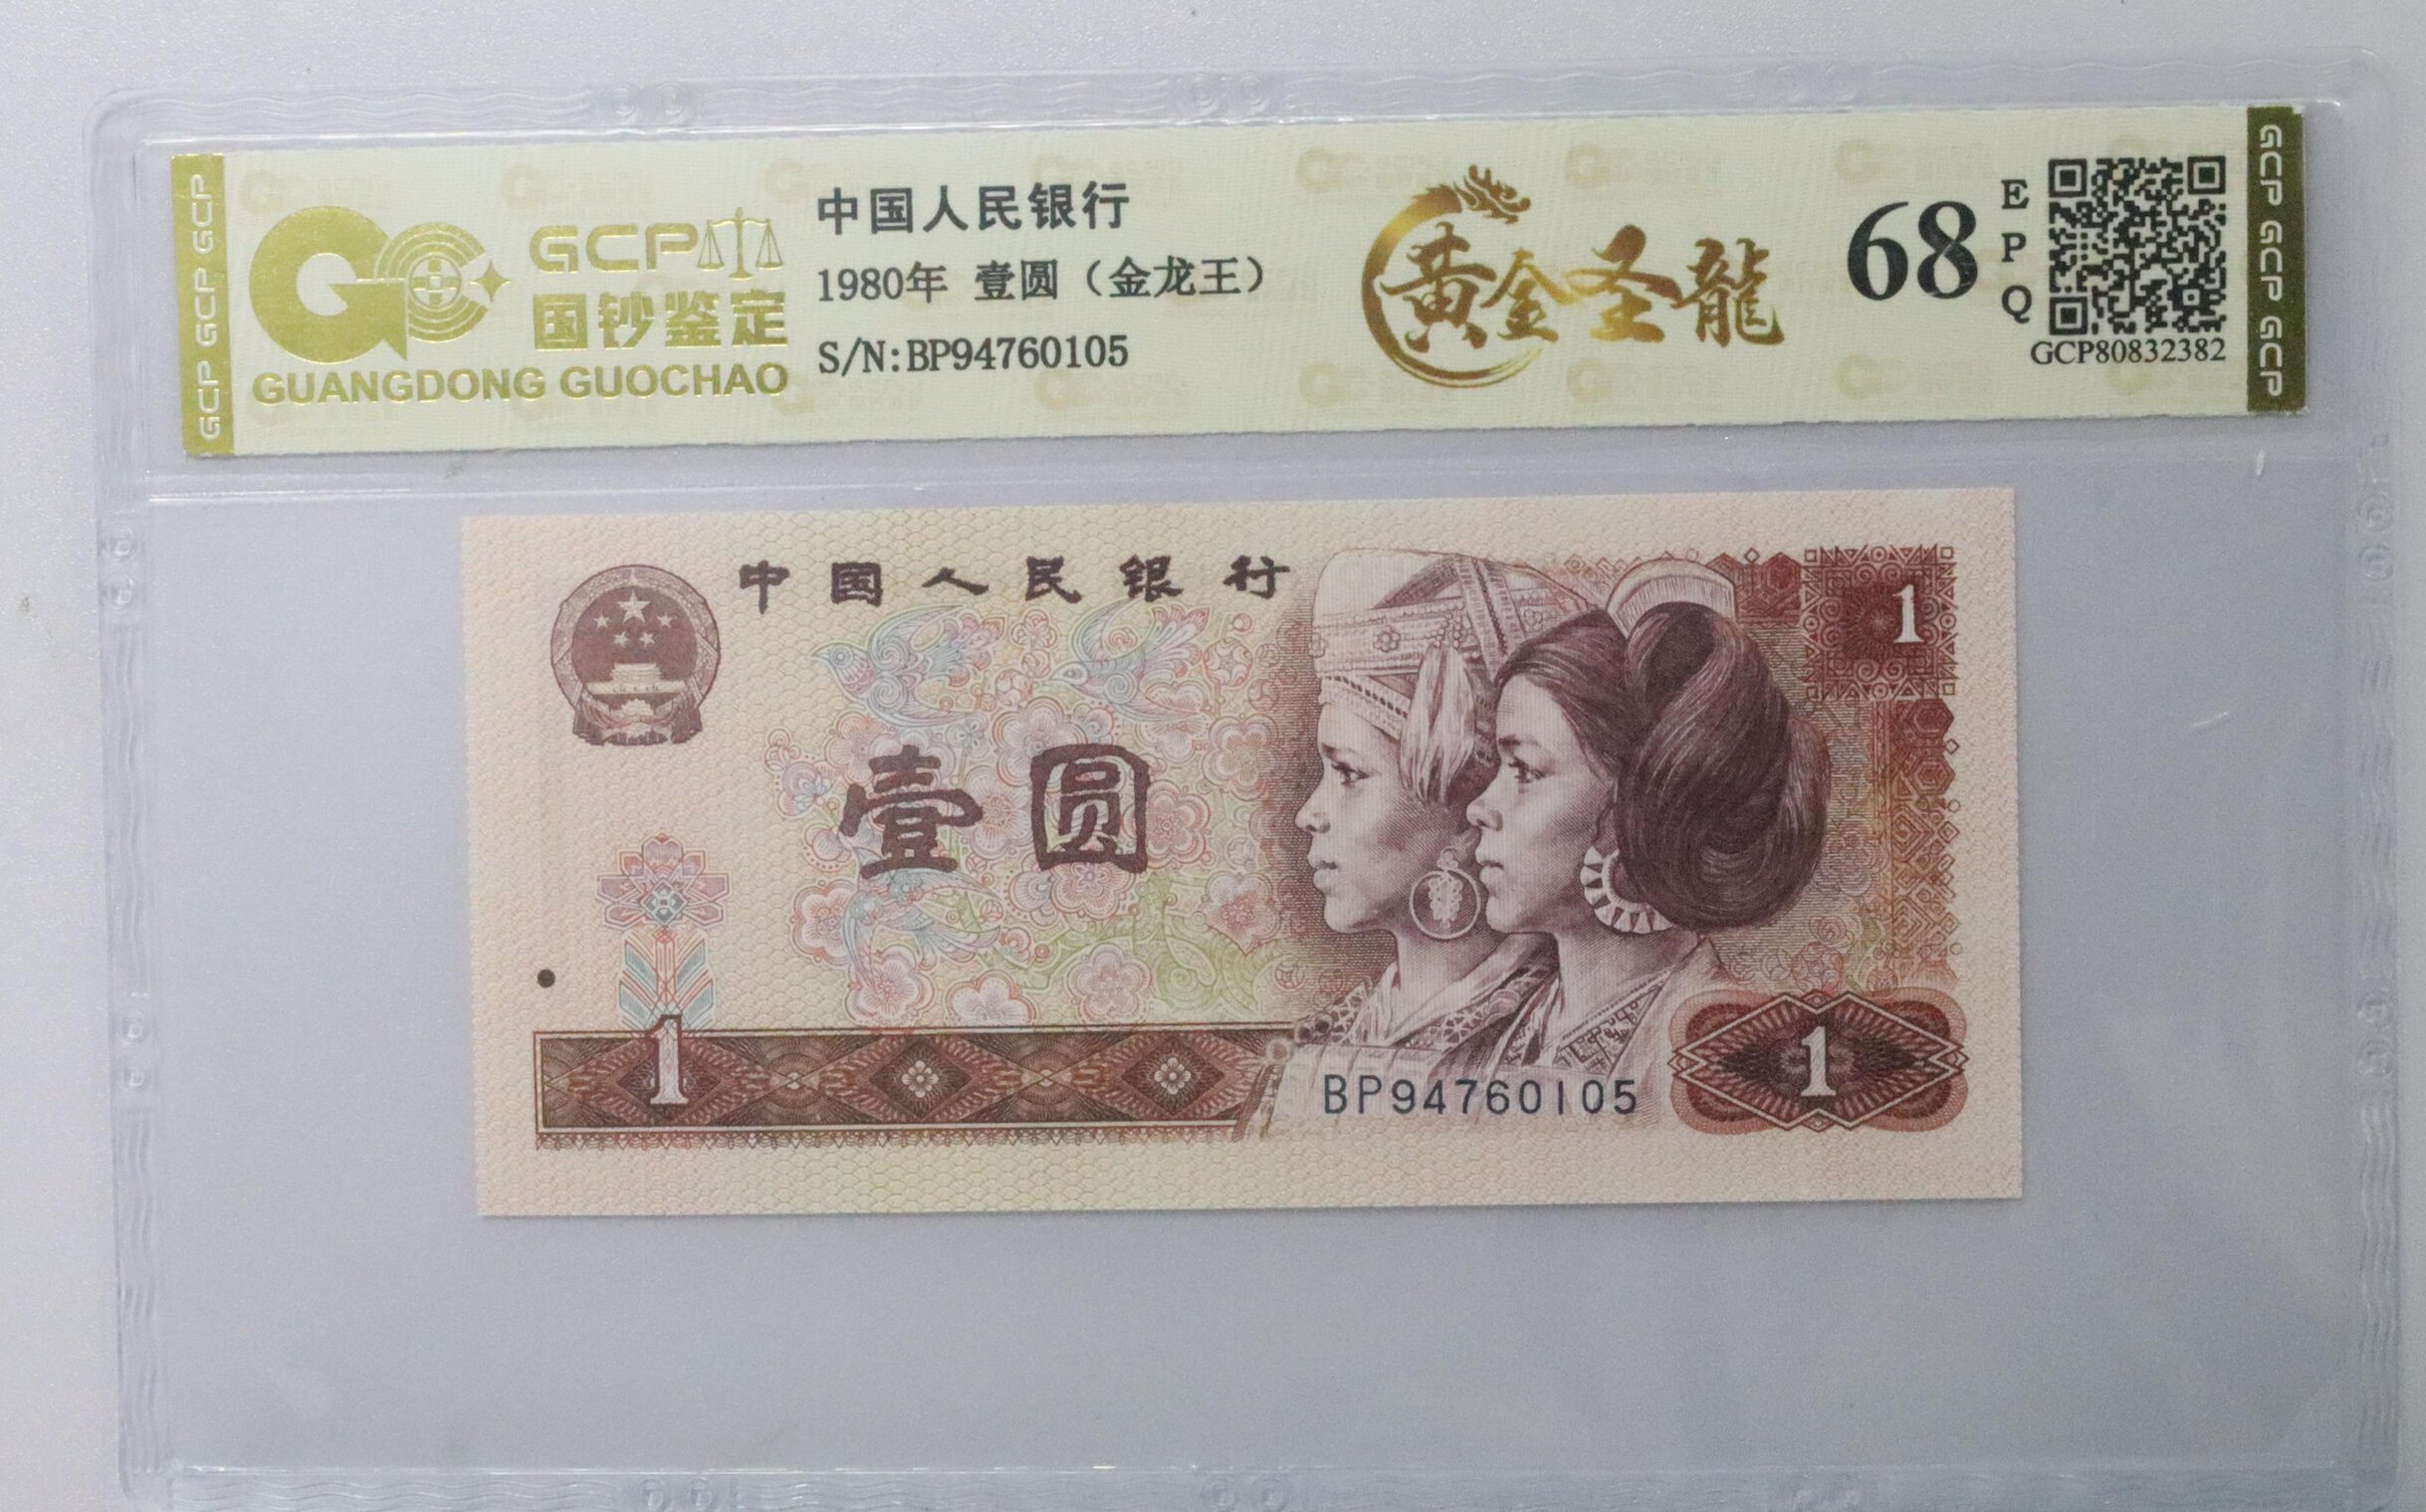 GCP GCP GCP
GCP
国钞鉴定
GUANGDONG GUOCHAO
中国人民银行
1980年 壹圆（金龙王）
S/N:BP94760105
黄金圣龍
68
EPQ
GCP80832382
GCP GCP GCP
中国人民银行
1
壹圆
1
BP94760105
1